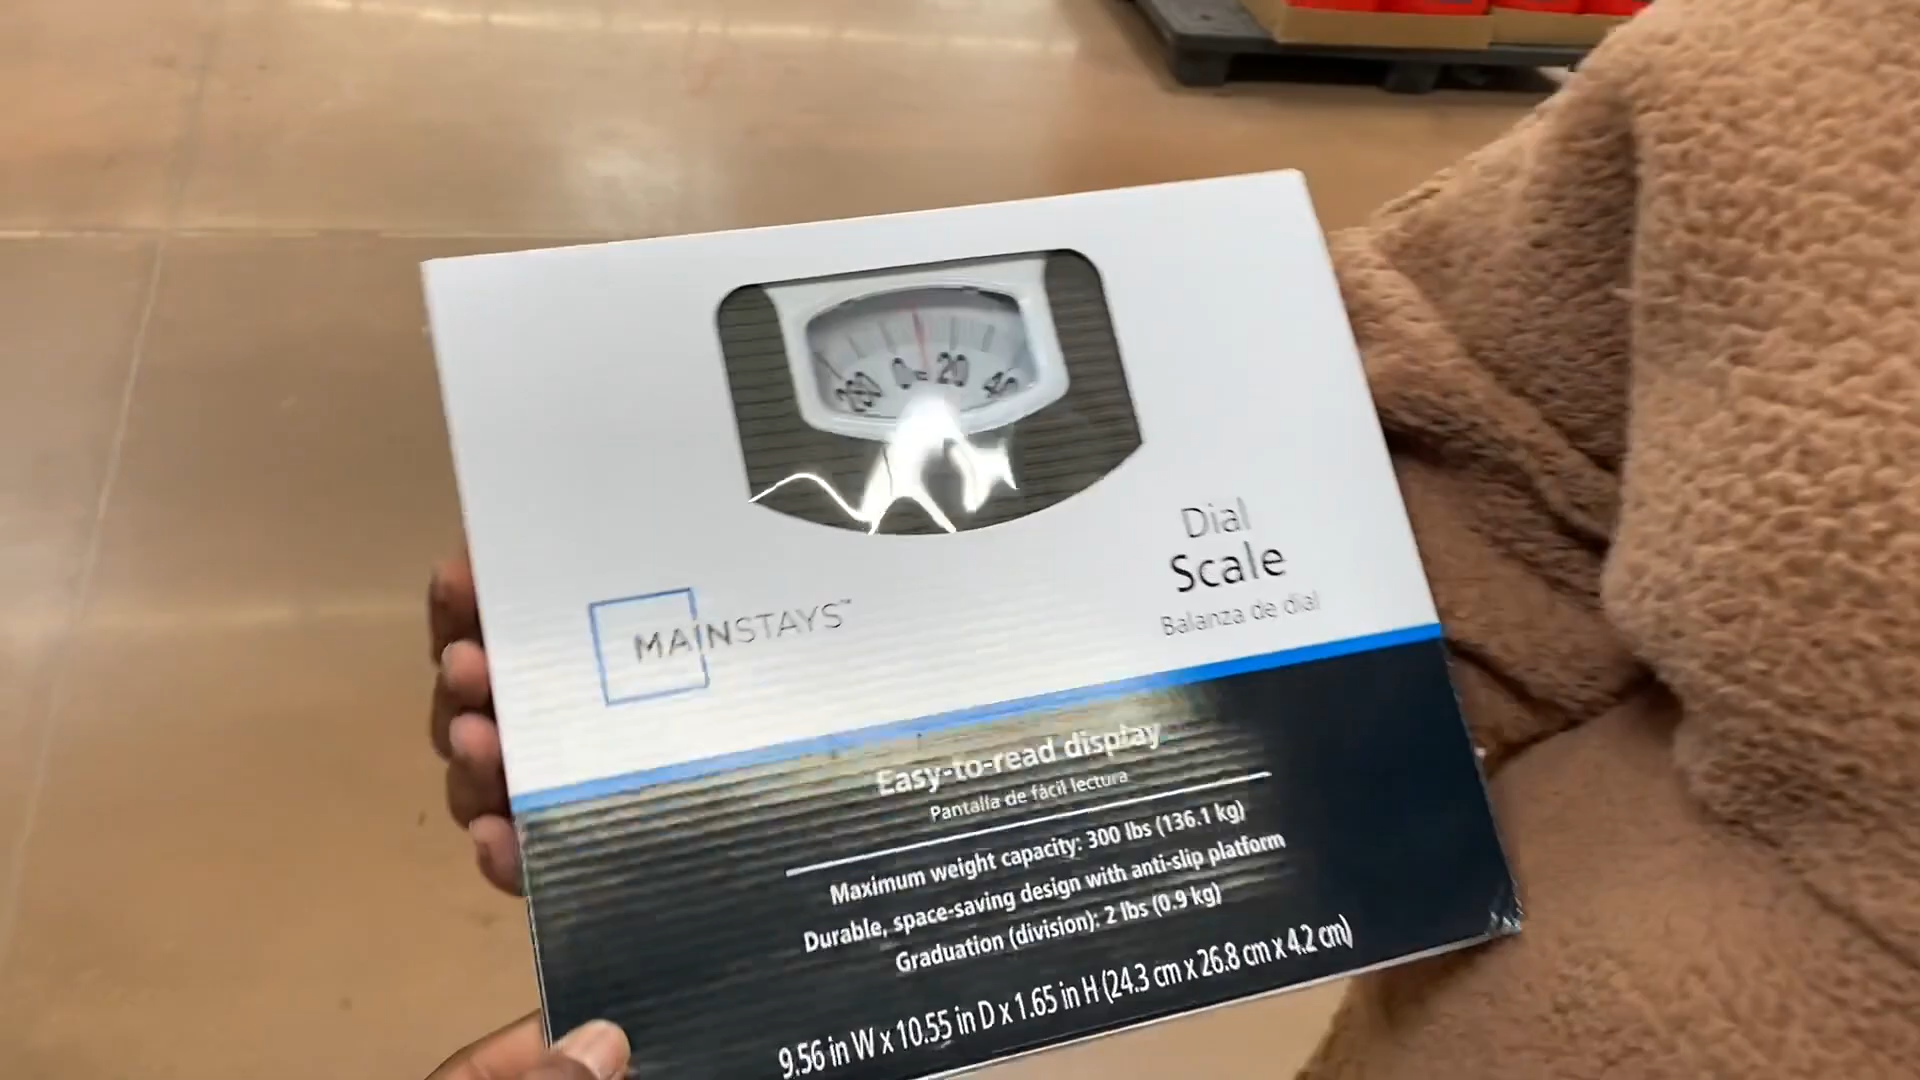 280 0 20 40
Dial
Scale
Balanza de dial
MAINSTAYS™
Easy-to-read display
Pantalla de fácil lectura
Maximum weight capacity: 300 lbs (136.1 kg)
Durable, space-saving design with anti-slip platform
Graduation (division): 2 lbs (0.9 kg)
9.56 in W x 10.55 in D x 1.65 in H (24.3 cm x 26.8 cm x 4.2 cm)